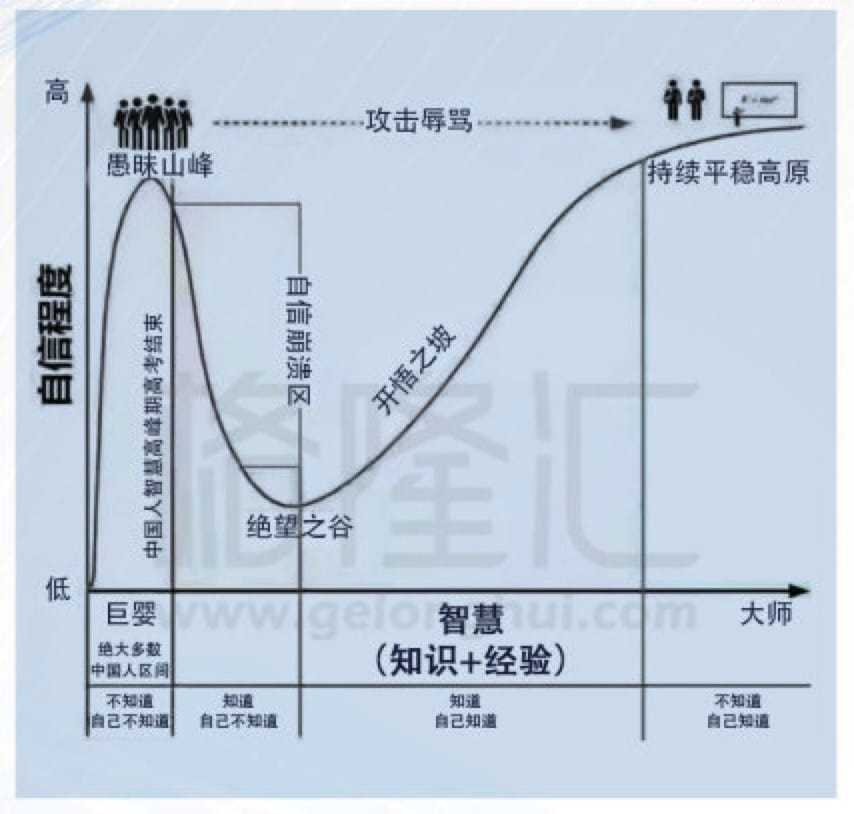 高
攻击辱骂
愚昧山峰
持续平稳高原
自信程度
中国人智慧高峰期高考结束
自信崩溃区
开悟之坡
格隆汇
绝望之谷
低
巨婴
智慧
大师
www.gelonghui.com
绝大多数
中国人区间
（知识+经验）
不知道
自己不知道
知道
自己不知道
知道
自己知道
不知道
自己知道